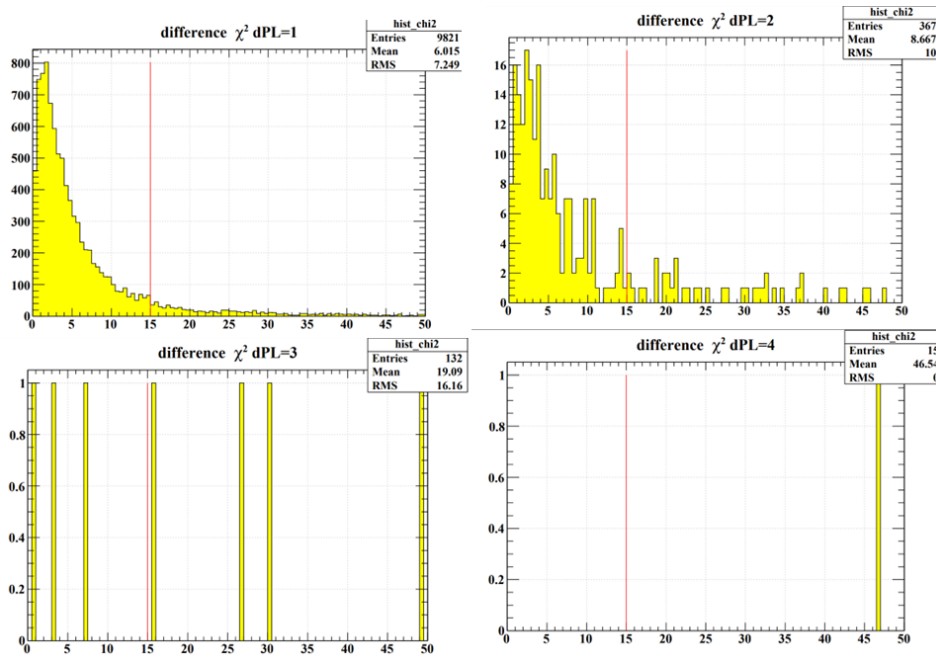 difference χ² dPL=1
hist_chi2
Entries 9821
Mean 6.015
RMS 7.249
800
700
600
500
400
300
200
100
0
0 5 10 15 20 25 30 35 40 45 50
difference χ² dPL=2
hist_chi2
Entries 367
Mean 8.667
RMS 10
16
14
12
10
8
6
4
2
0
0 5 10 15 20 25 30 35 40 45 50
difference χ² dPL=3
hist_chi2
Entries 132
Mean 19.09
RMS 16.16
1
0.8
0.6
0.4
0.2
0
0 5 10 15 20 25 30 35 40 45 50
difference χ² dPL=4
hist_chi2
Entries 15
Mean 46.54
RMS
1
0.8
0.6
0.4
0.2
0
0 5 10 15 20 25 30 35 40 45 50